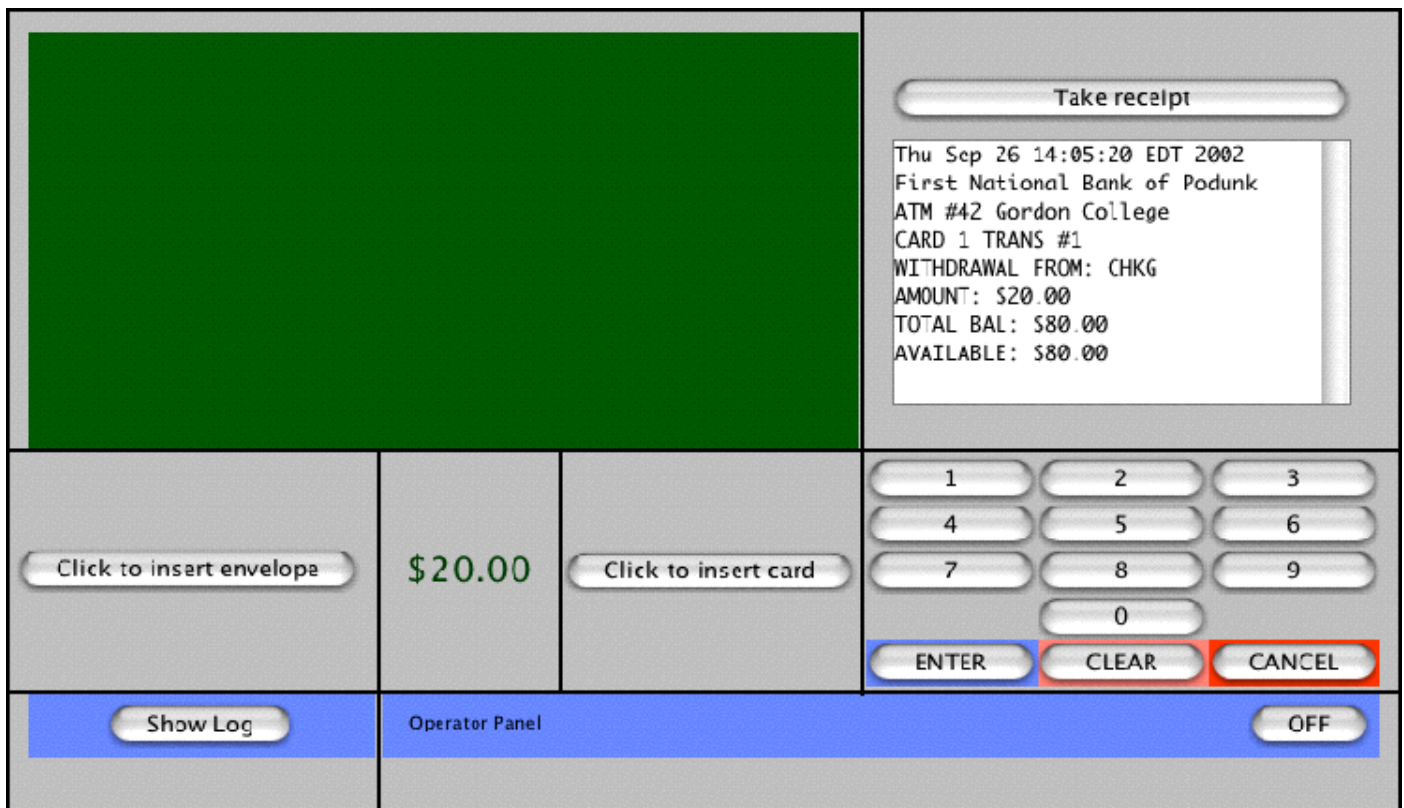 Take receipt
Thu Sep 26 14:05:20 EDT 2002
First National Bank of Podunk
ATM #42 Gordon College
CARD 1 TRANS #1
WITHDRAWAL FROM: CHKG
AMOUNT: $20.00
TOTAL BAL: $80.00
AVAILABLE: $80.00
Click to insert envelope
$20.00
Click to insert card
1 2 3
4 5 6
7 8 9
0
ENTER CLEAR CANCEL
Show Log
Operator Panel
OFF